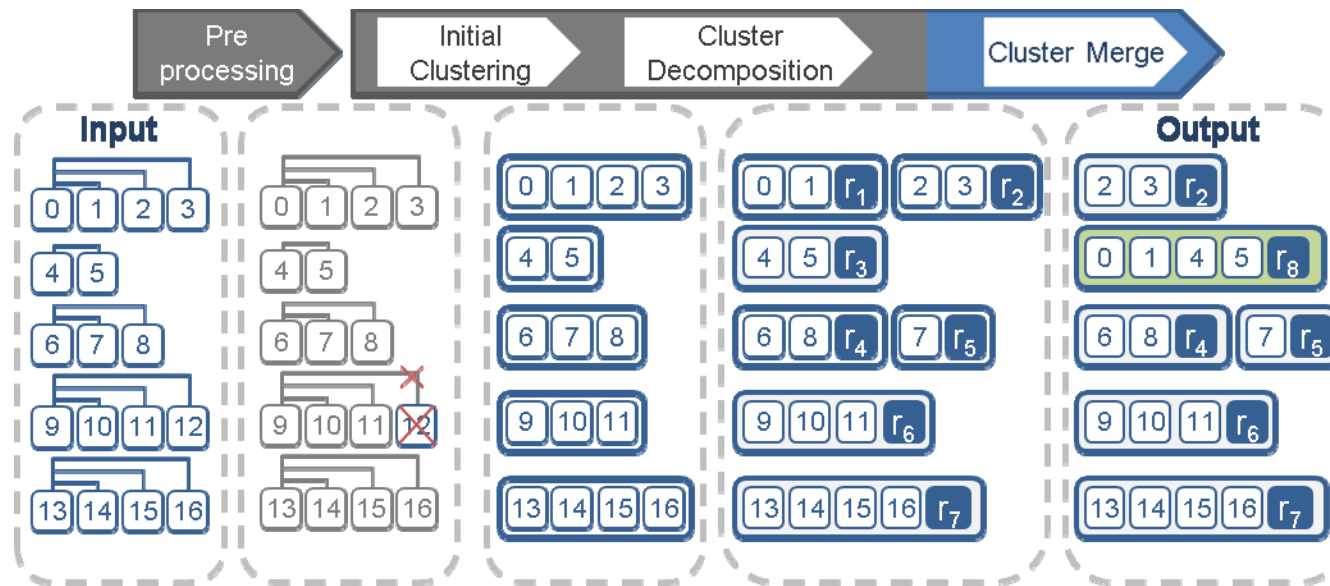 Pre
processing
Initial
Clustering
Cluster
Decomposition
Cluster Merge
Input
0 1 2 3
4 5
6 7 8
9 10 11 12
13 14 15 16
0 1 2 3
4 5
6 7 8
9 10 11 12
13 14 15 16
0 1 2 3
4 5
6 7 8
9 10 11
13 14 15 16
0 1 r1 2 3 r2
4 5 r3
6 8 r4 7 r5
9 10 11 r6
13 14 15 16 r7
Output
2 3 r2
0 1 4 5 r8
6 8 r4 7 r5
9 10 11 r6
13 14 15 16 r7